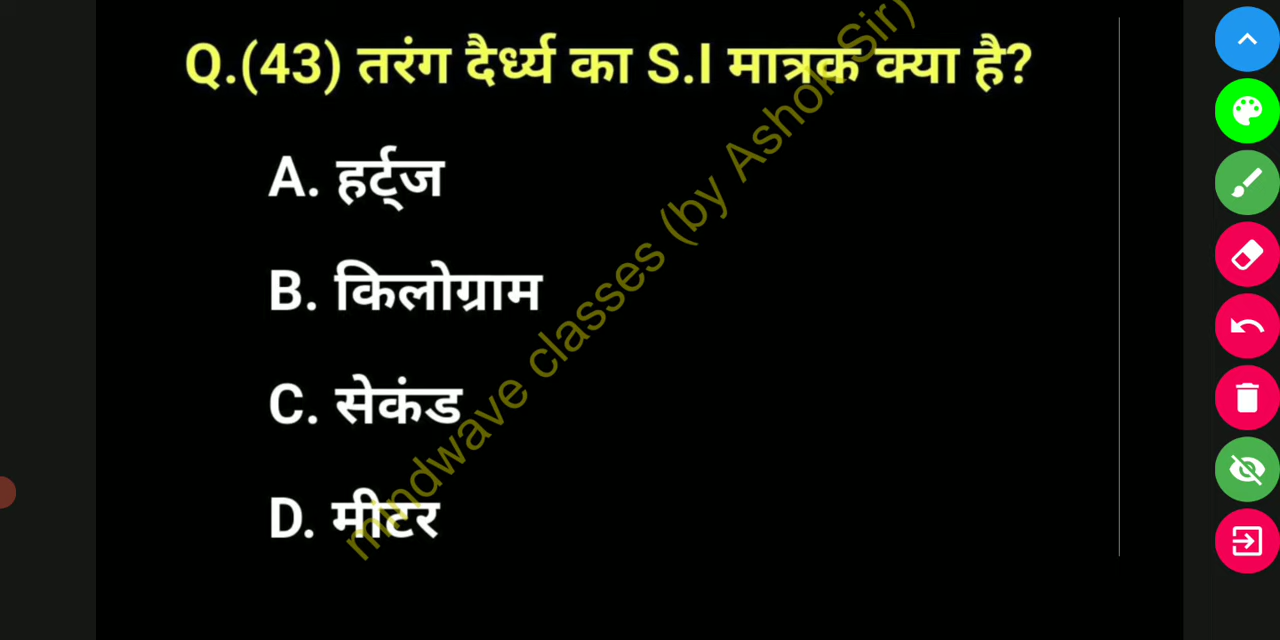 Q.(43) तरंग दैर्ध्य का S.I मात्रक क्या है?
A. हर्ट्ज
B. किलोग्राम
C. सेकंड
D. मीटर
mindwave classes (by Ashok Sir)